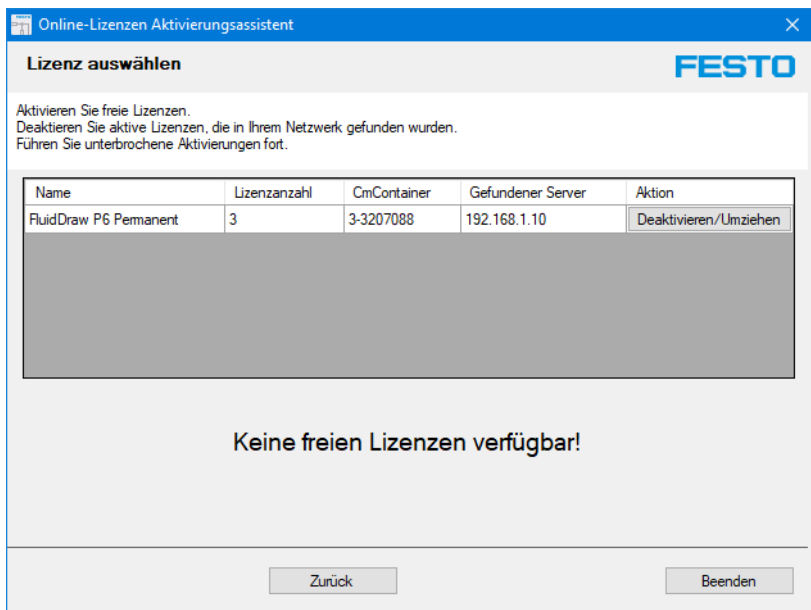 Online-Lizenzen Aktivierungsassistent
Lizenz auswählen
FESTO
Aktivieren Sie freie Lizenzen.
Deaktieren Sie aktive Lizenzen, die in Ihrem Netzwerk gefunden wurden.
Führen Sie unterbrochene Aktivierungen fort.
Name Lizenzanzahl CmContainer Gefundener Server Aktion
FluidDraw P6 Permanent 3 3-3207088 192.168.1.10 Deaktivieren/Umziehen
Keine freien Lizenzen verfügbar!
Zurück Beenden